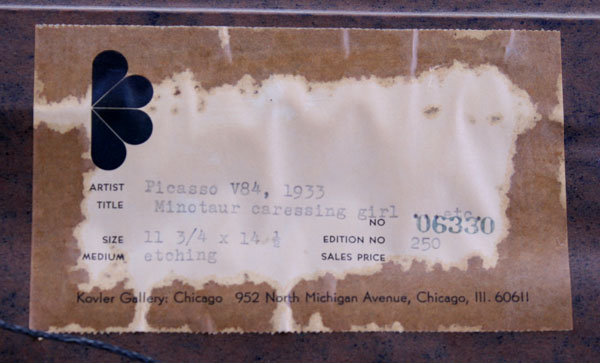 ARTIST Picasso V84, 1933
TITLE Minotaur caressing girl ...etc.
NO 06330
SIZE 11 3/4 x 14 ½ EDITION NO 250
MEDIUM etching SALES PRICE
Kovler Gallery: Chicago 952 North Michigan Avenue, Chicago, Ill. 60611